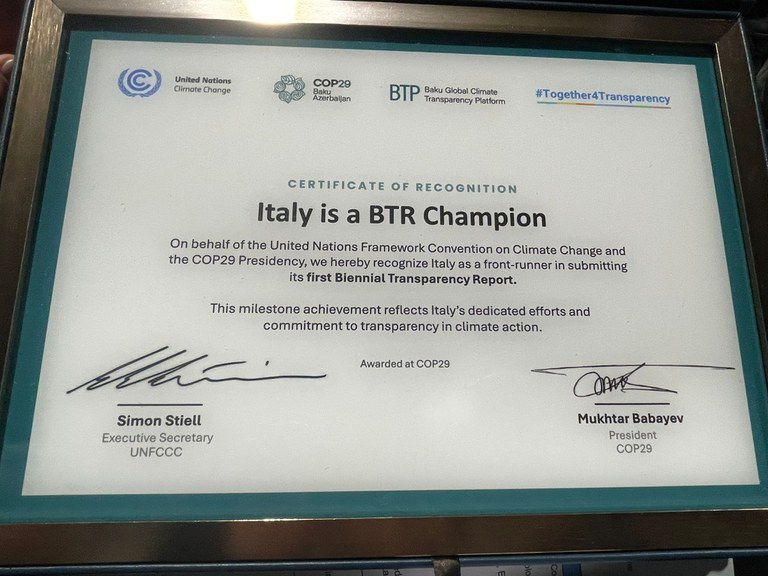 United Nations
Climate Change
COP29
Baku
Azerbaijan
BTP
Baku Global Climate
Transparency Platform
#Together4Transparency
CERTIFICATE OF RECOGNITION
Italy is a BTR Champion
On behalf of the United Nations Framework Convention on Climate Change and
the COP29 Presidency, we hereby recognize Italy as a front-runner in submitting
its first Biennial Transparency Report.
This milestone achievement reflects Italy's dedicated efforts and
commitment to transparency in climate action.
Awarded at COP29
Simon Stiell
Executive Secretary
UNFCCC
Mukhtar Babayev
President
COP29